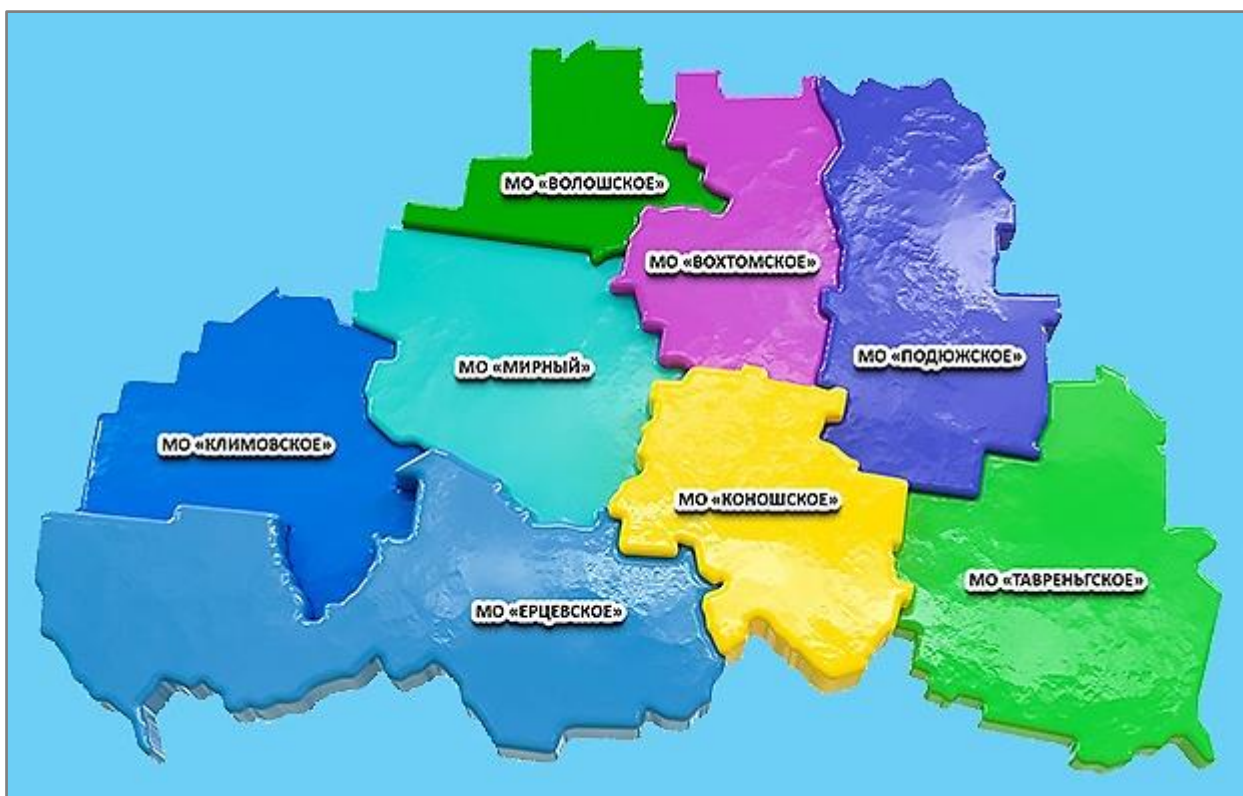 МО «ВОЛОШСКОЕ»
МО «ВОХТОМСКОЕ»
МО «ПОДЮЖСКОЕ»
МО «МИРНЫЙ»
МО «КЛИМОВСКОЕ»
МО «КОНОШСКОЕ»
МО «ТАВРЕНЬГСКОЕ»
МО «ЕРЦЕВСКОЕ»